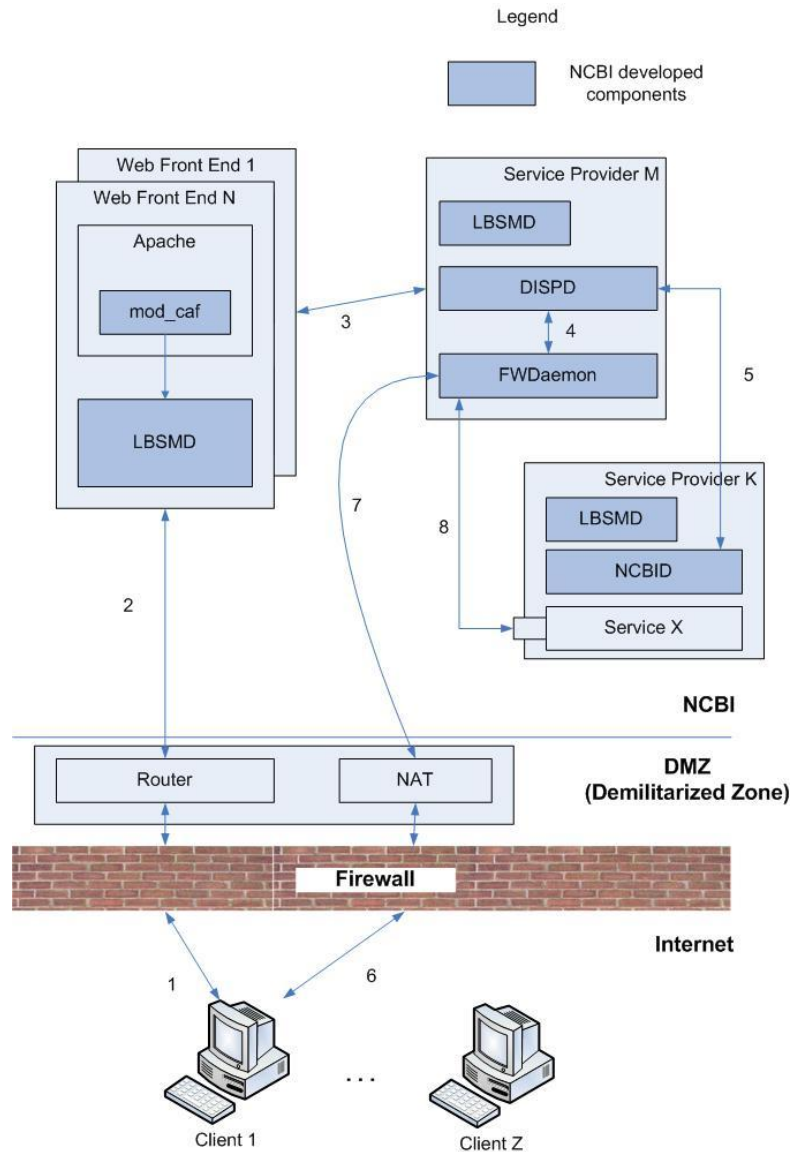 Legend
NCBI developed
components
Web Front End 1
Web Front End N
Apache
mod_caf
LBSMD
Service Provider M
LBSMD
DISPD
3
4
FWDaemon
5
Service Provider K
LBSMD
NCBID
Service X
7
8
2
NCBI
Router
NAT
DMZ
(Demilitarized Zone)
Firewall
Internet
1
6
...
Client 1
Client Z